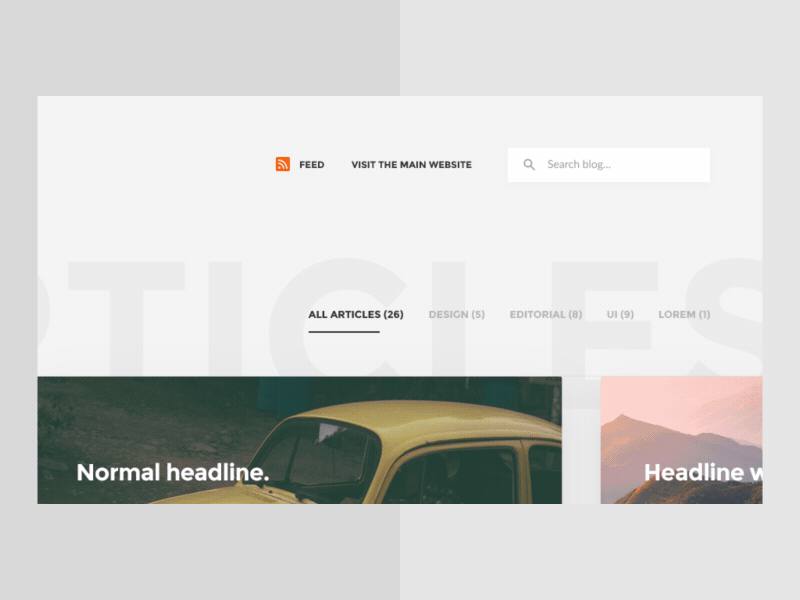 FEED VISIT THE MAIN WEBSITE Search blog...
RTICLES
ALL ARTICLES (26) DESIGN (5) EDITORIAL (8) UI (9) LOREM (1)
Normal headline. Headline w